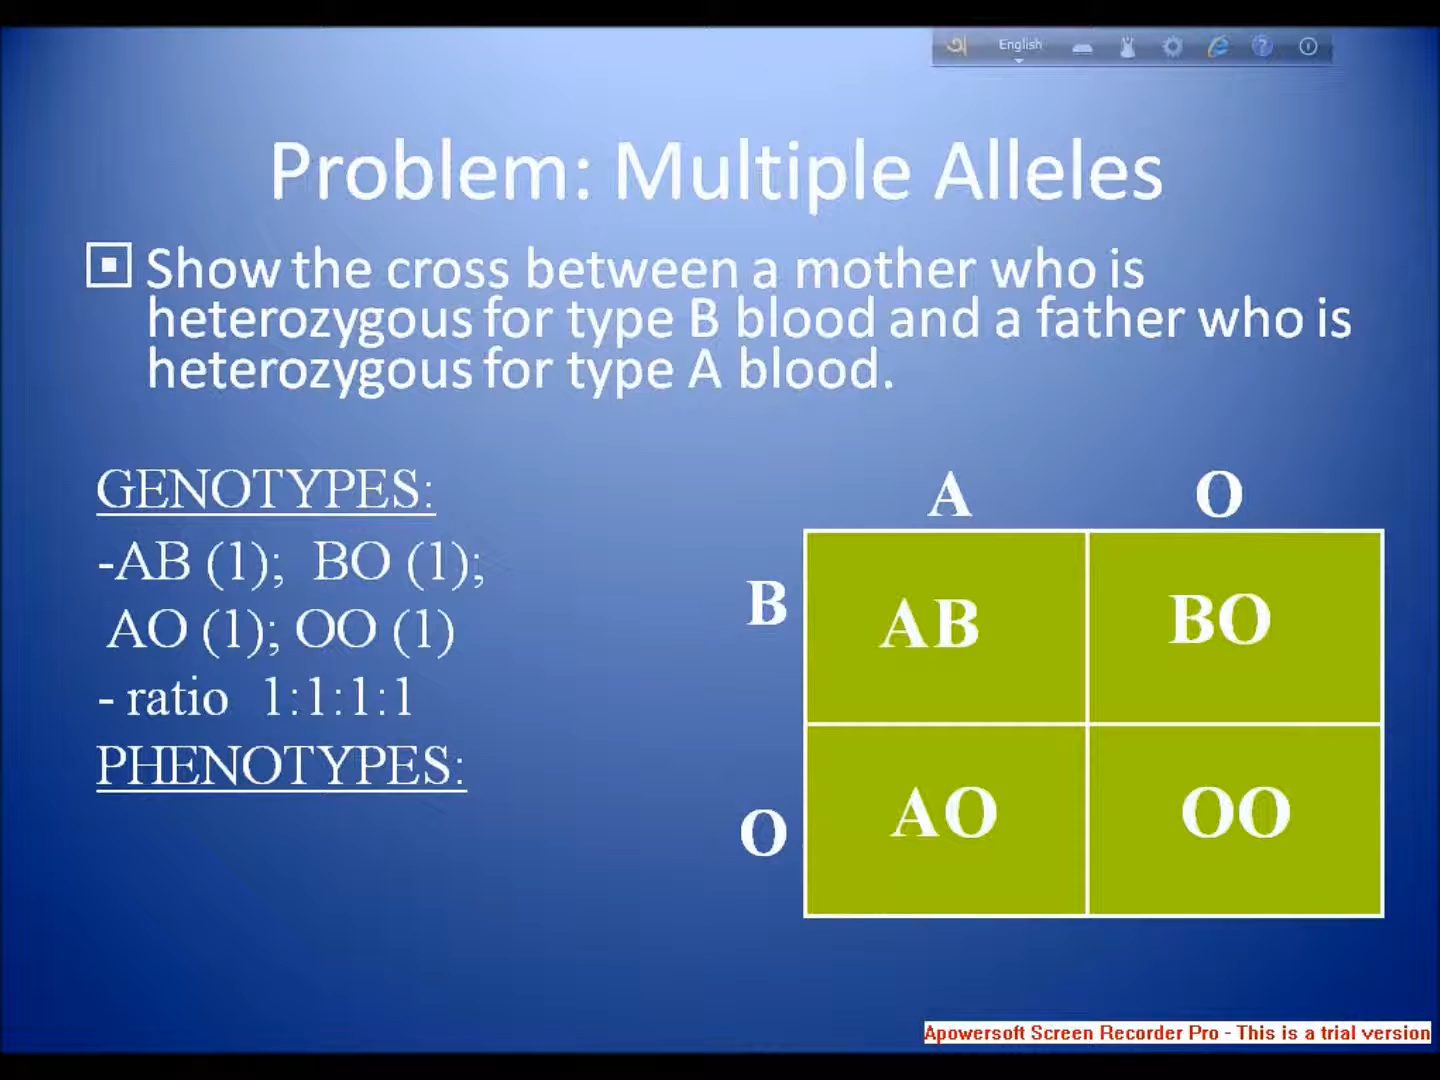 English
Problem: Multiple Alleles
Show the cross between a mother who is
heterozygous for type B blood and a father who is
heterozygous for type A blood.
GENOTYPES:
-AB (1); BO (1);
AO (1); OO (1)
- ratio 1:1:1:1
PHENOTYPES:
A O
B AB BO
O AO OO
Apowersoft Screen Recorder Pro - This is a trial version